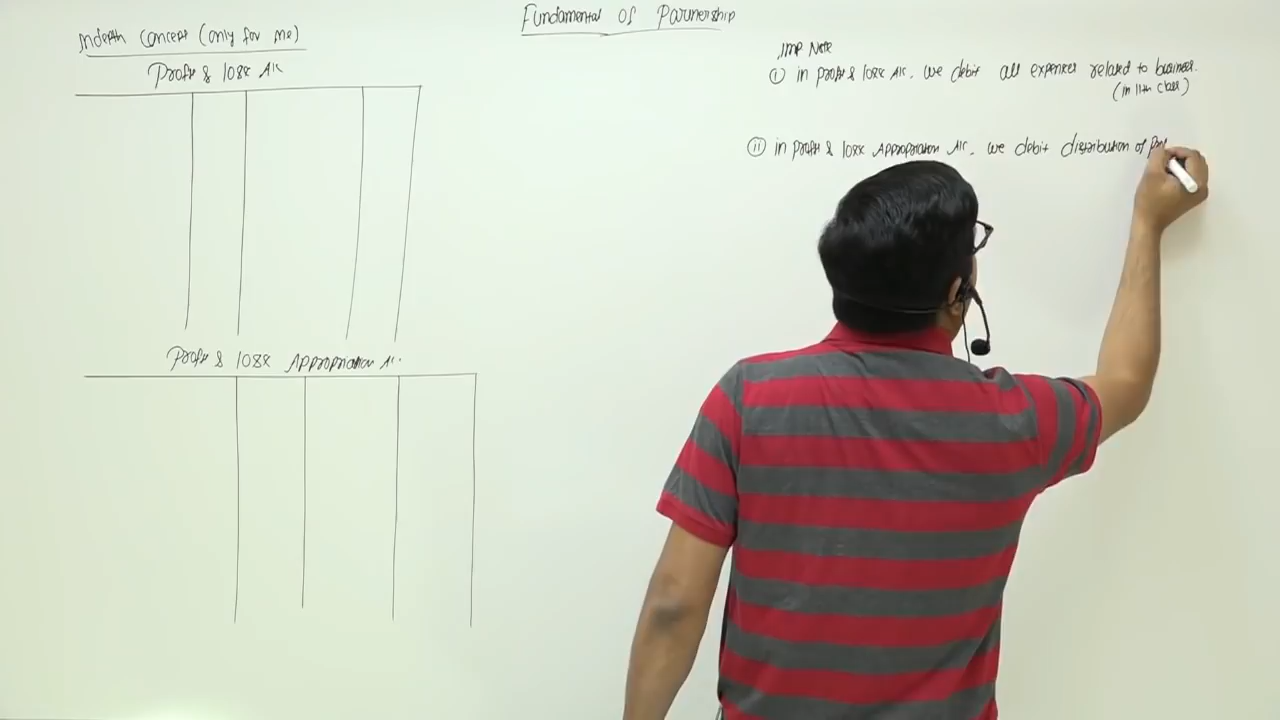 Fundamental of Partnership
Indepth Concept (only for me)
Profit & loss A/c
Profit & loss Appropriation A/c.
Imp Note
(i) in profit & loss A/c, we debit all expenses related to business.
(in 11th class)
(ii) in profit & loss Appropriation A/c, we debit distribution of